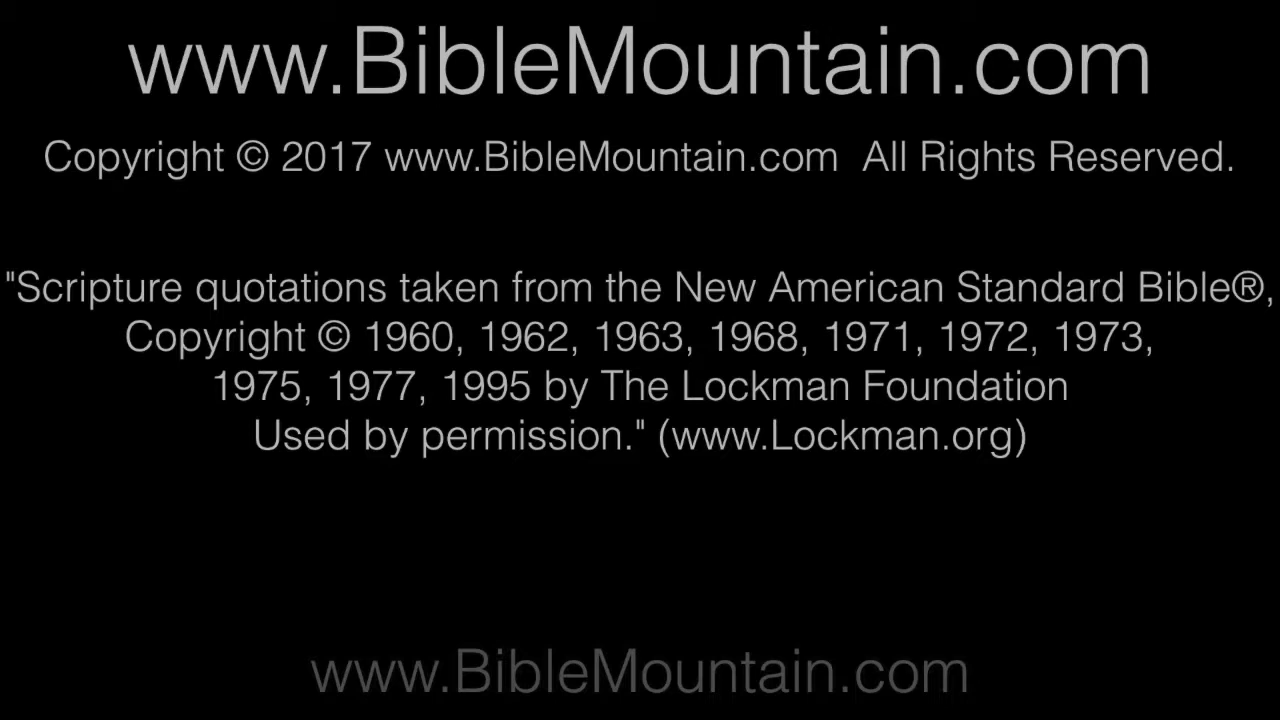 www.BibleMountain.com
Copyright © 2017 www.BibleMountain.com  All Rights Reserved.
"Scripture quotations taken from the New American Standard Bible®,
Copyright © 1960, 1962, 1963, 1968, 1971, 1972, 1973,
1975, 1977, 1995 by The Lockman Foundation
Used by permission." (www.Lockman.org)
www.BibleMountain.com